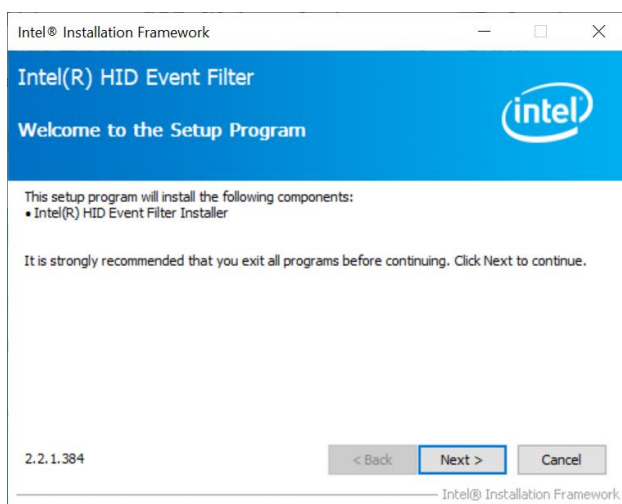 Intel® Installation Framework
Intel(R) HID Event Filter
Welcome to the Setup Program
intel
This setup program will install the following components:
• Intel(R) HID Event Filter Installer
It is strongly recommended that you exit all programs before continuing. Click Next to continue.
2.2.1.384
< Back Next > Cancel
Intel® Installation Framework